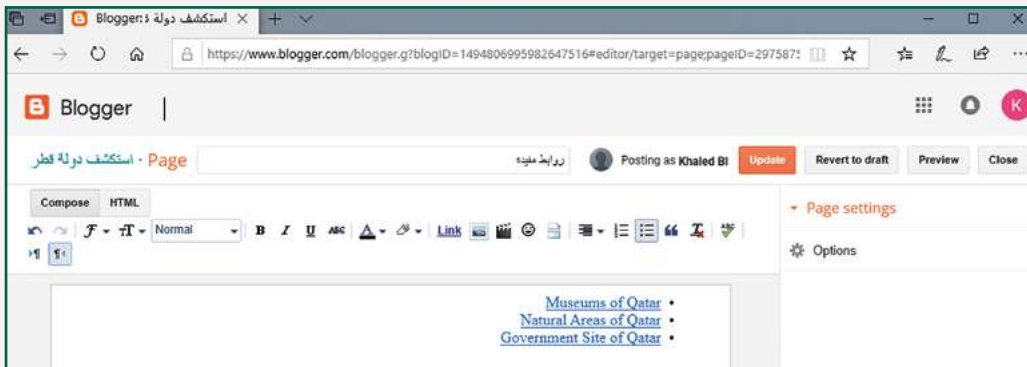 Blogger: استكشف دولة ة
https://www.blogger.com/blogger.g?blogID=1494806995982647516#editor/target=page;pageID=297587
Blogger
K
استكشف دولة قطر · Page
روابط مفيده
Posting as Khaled Bl
Update
Revert to draft
Preview
Close
Compose HTML
Normal
B I U ABC A Link
Page settings
Options
Museums of Qatar •
Natural Areas of Qatar •
Government Site of Qatar •